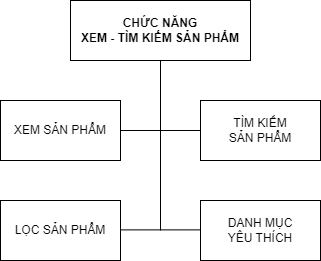 CHỨC NĂNG
XEM - TÌM KIẾM SẢN PHẨM
XEM SẢN PHẨM
TÌM KIẾM
SẢN PHẨM
LỌC SẢN PHẨM
DANH MỤC
YÊU THÍCH